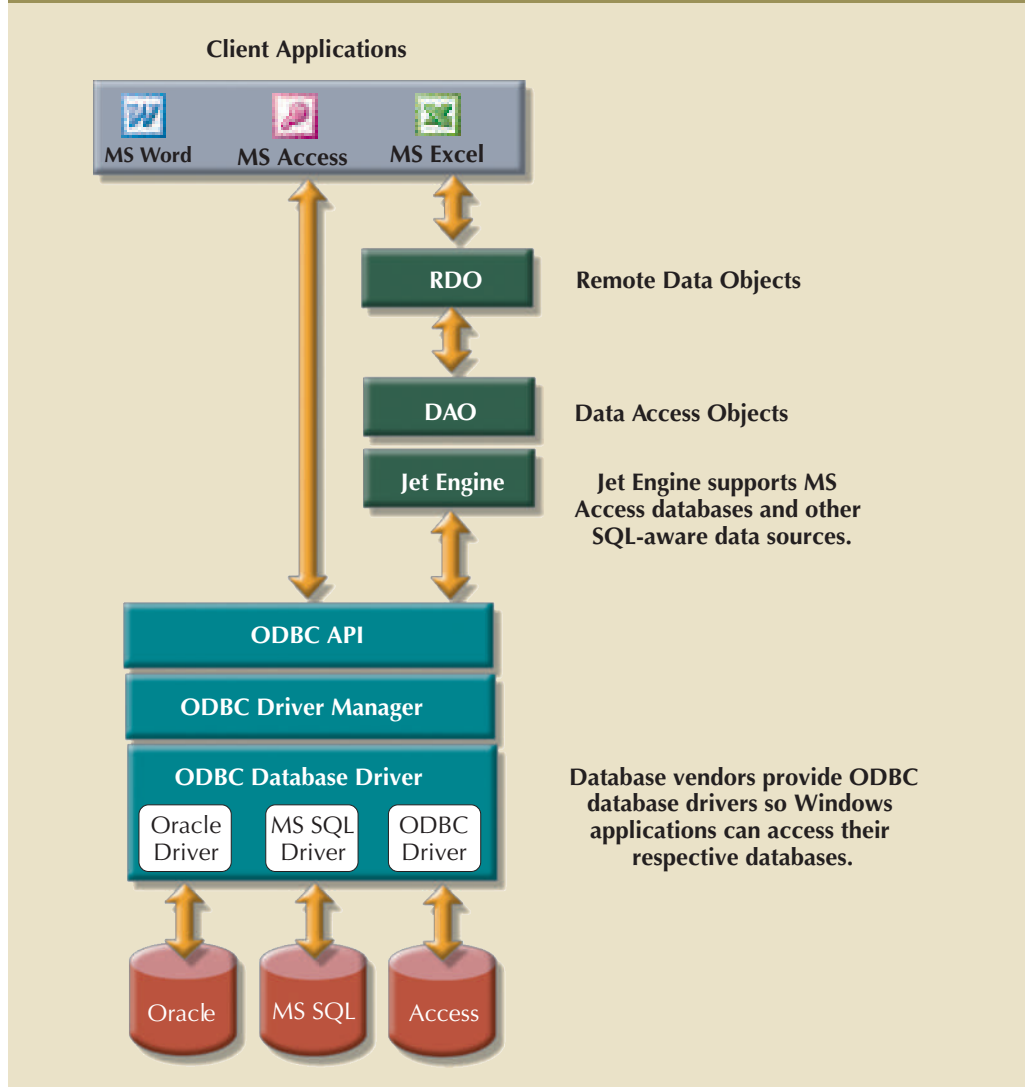 Client Applications
MS Word
MS Access
MS Excel
RDO
Remote Data Objects
DAO
Data Access Objects
Jet Engine
Jet Engine supports MS
Access databases and other
SQL-aware data sources.
ODBC API
ODBC Driver Manager
ODBC Database Driver
Oracle
Driver
MS SQL
Driver
ODBC
Driver
Database vendors provide ODBC
database drivers so Windows
applications can access their
respective databases.
Oracle
MS SQL
Access